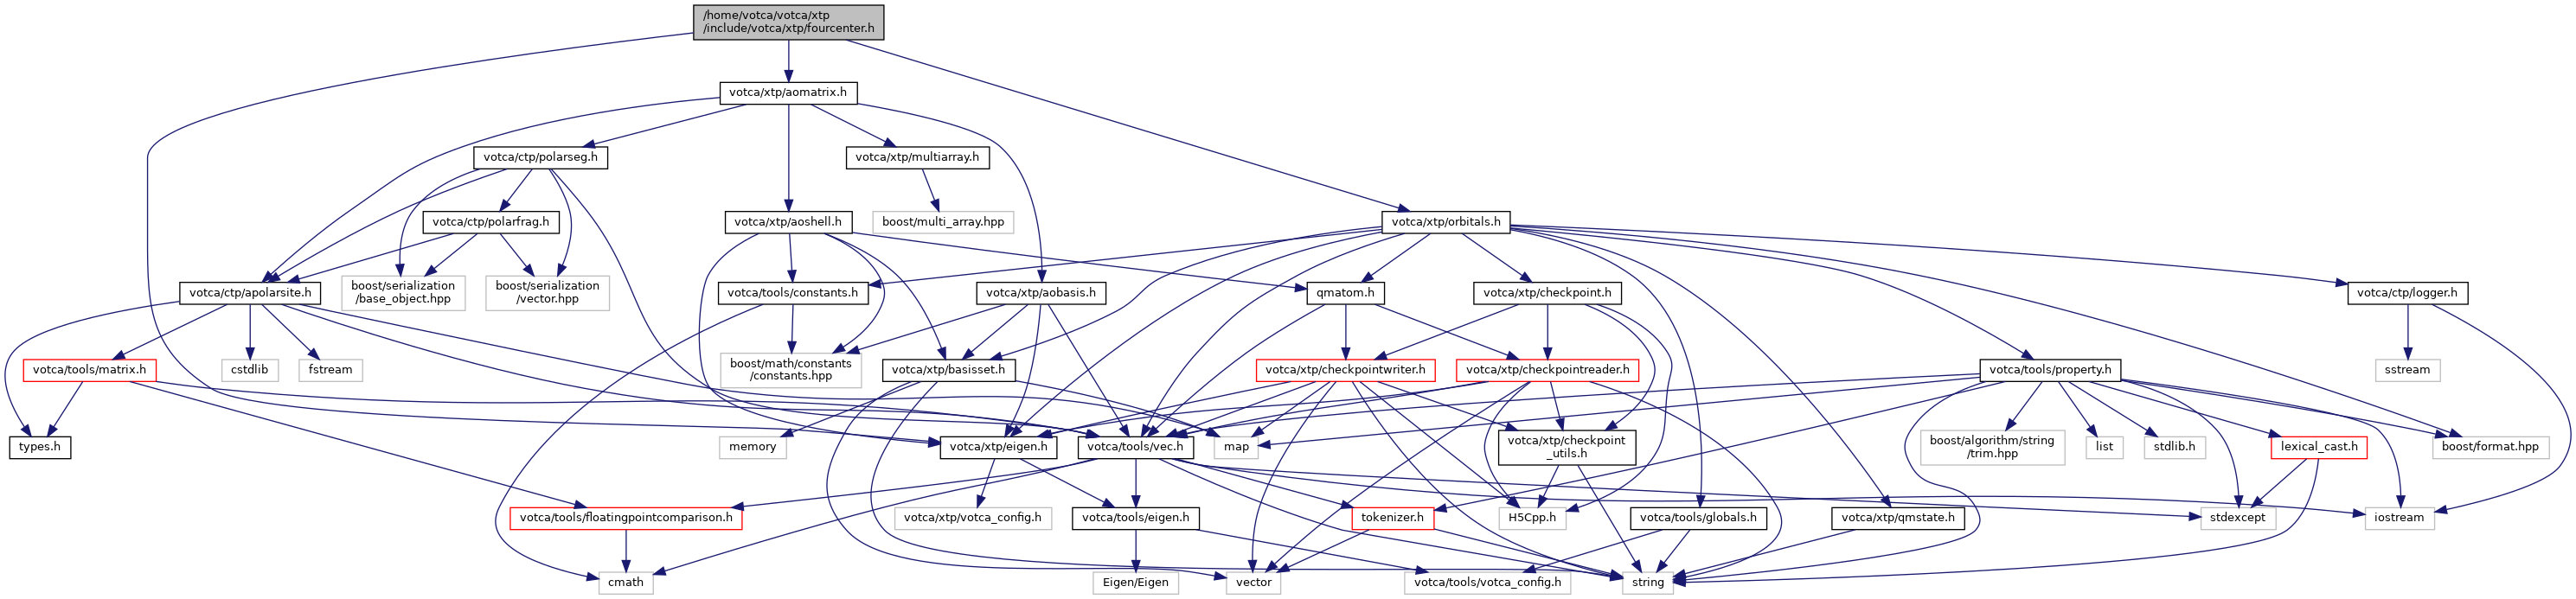 /home/votca/votca/xtp
/include/votca/xtp/fourcenter.h
votca/xtp/aomatrix.h
votca/ctp/polarseg.h
votca/xtp/multiarray.h
votca/ctp/polarfrag.h
votca/xtp/aoshell.h
boost/multi_array.hpp
votca/xtp/orbitals.h
votca/ctp/apolarsite.h
boost/serialization
/base_object.hpp
boost/serialization
/vector.hpp
votca/tools/constants.h
votca/xtp/aobasis.h
qmatom.h
votca/xtp/checkpoint.h
votca/ctp/logger.h
votca/tools/matrix.h
cstdlib
fstream
boost/math/constants
/constants.hpp
votca/xtp/basisset.h
votca/xtp/checkpointwriter.h
votca/xtp/checkpointreader.h
votca/tools/property.h
sstream
types.h
memory
votca/xtp/eigen.h
votca/tools/vec.h
map
votca/xtp/checkpoint
_utils.h
boost/algorithm/string
/trim.hpp
list
stdlib.h
lexical_cast.h
boost/format.hpp
votca/tools/floatingpointcomparison.h
votca/xtp/votca_config.h
votca/tools/eigen.h
tokenizer.h
H5Cpp.h
votca/tools/globals.h
votca/xtp/qmstate.h
stdexcept
iostream
cmath
Eigen/Eigen
vector
votca/tools/votca_config.h
string